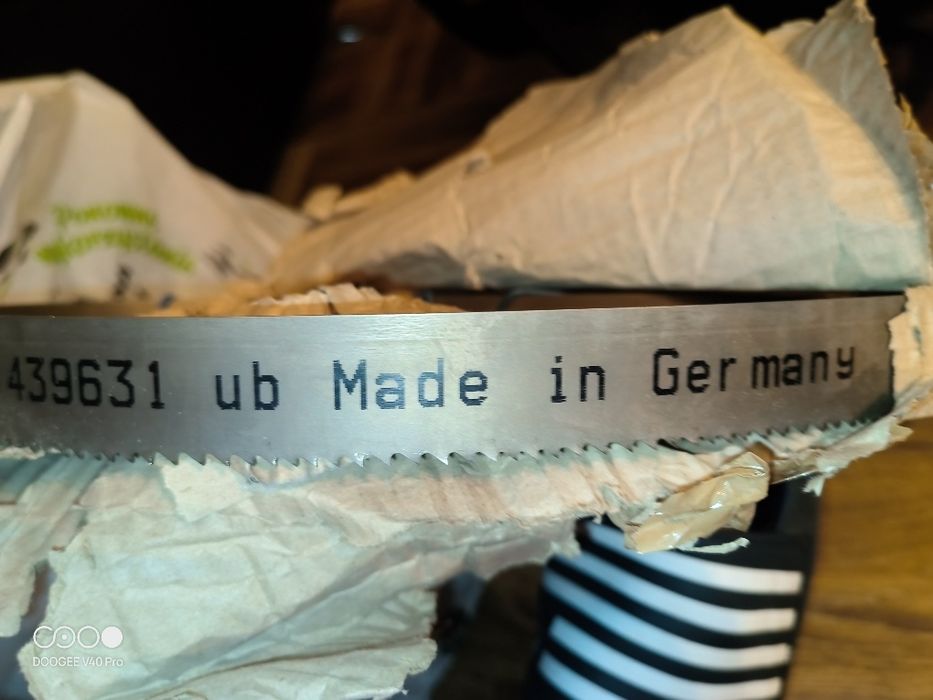 439631 ub Made in Germany
DOOGEE V40 Pro